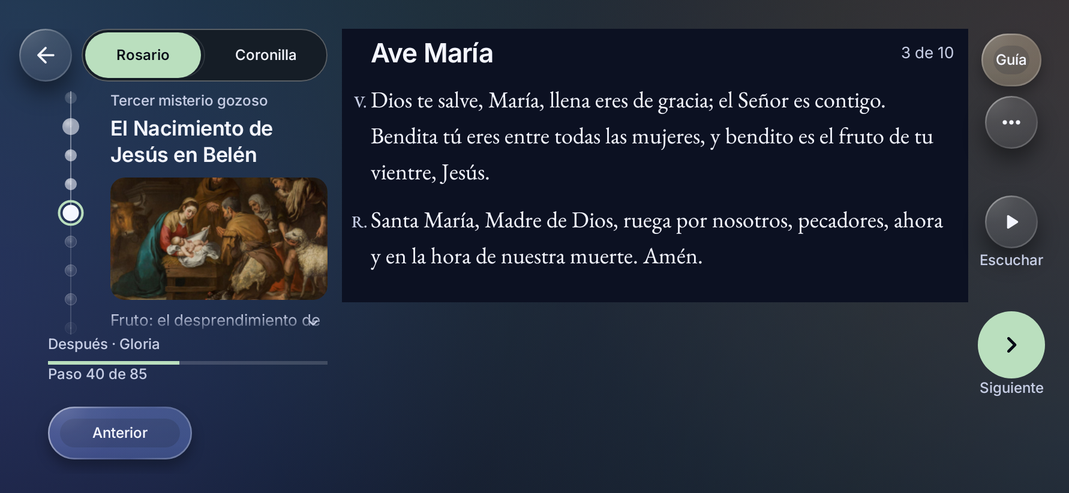 Rosario
Coronilla
Tercer misterio gozoso
El Nacimiento de
Jesús en Belén
Fruto: el desprendimiento de
Después · Gloria
Paso 40 de 85
Anterior
Ave María
3 de 10
V. Dios te salve, María, llena eres de gracia; el Señor es contigo.
Bendita tú eres entre todas las mujeres, y bendito es el fruto de tu
vientre, Jesús.
R. Santa María, Madre de Dios, ruega por nosotros, pecadores, ahora
y en la hora de nuestra muerte. Amén.
Guía
Escuchar
Siguiente